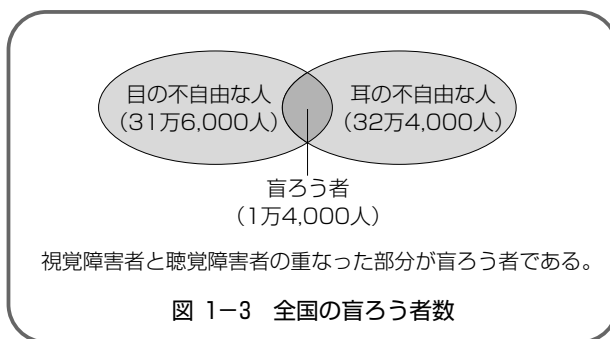 目の不自由な人
（31万6,000人）
耳の不自由な人
（32万4,000人）
盲ろう者
（1万4,000人）
視覚障害者と聴覚障害者の重なった部分が盲ろう者である。
図 1−3　全国の盲ろう者数